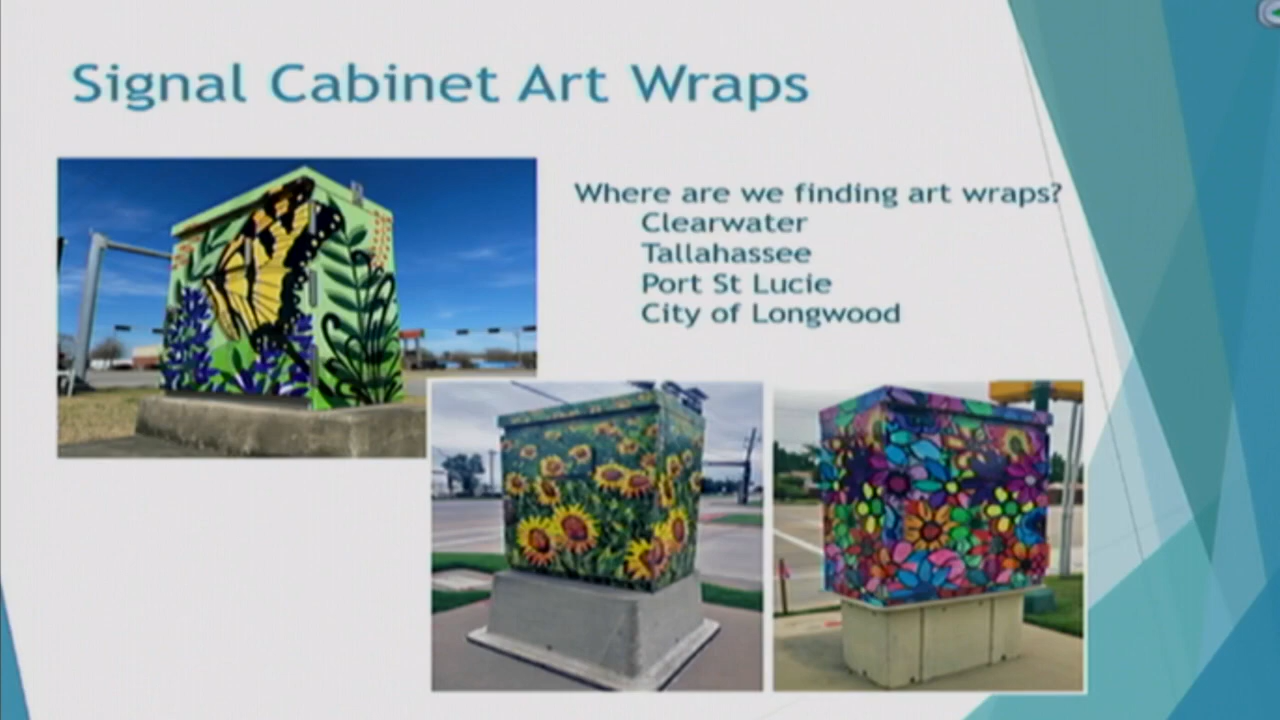 Signal Cabinet Art Wraps
Where are we finding art wraps?
Clearwater
Tallahassee
Port St Lucie
City of Longwood